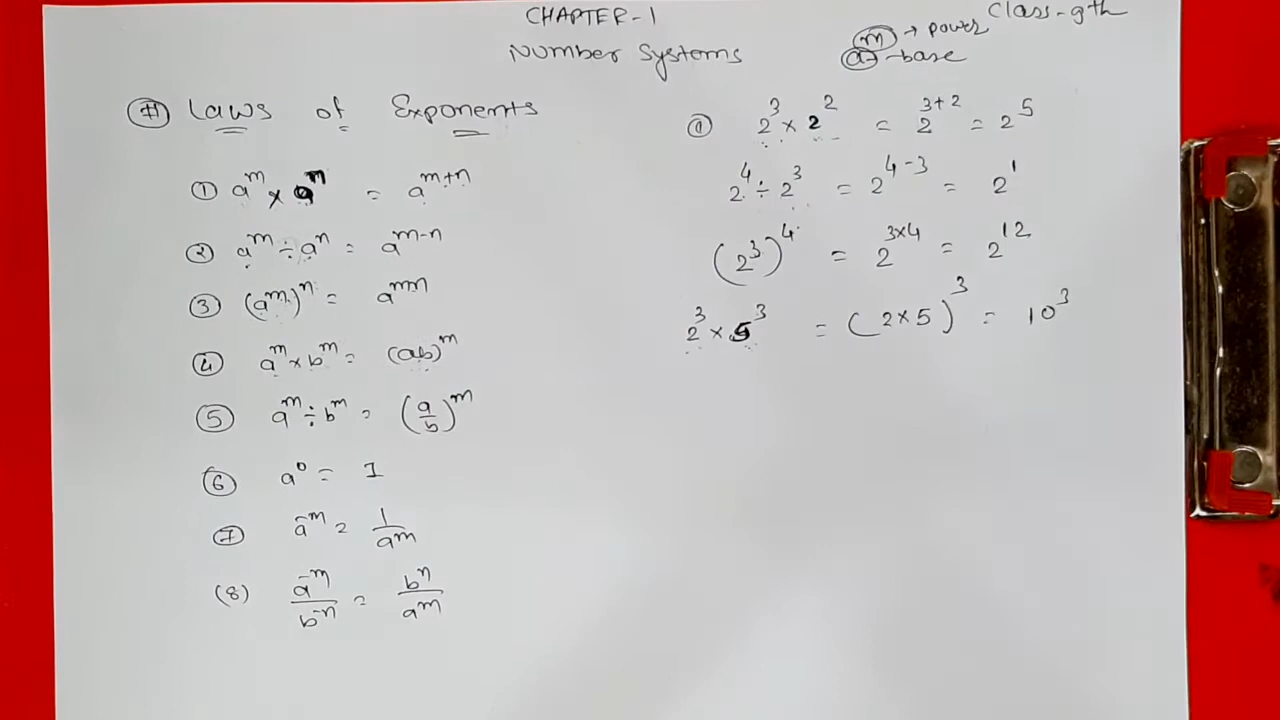 CHAPTER-1
Class-9th
Number Systems
m → power
a → base
# Laws of Exponents
① a^m × a^n = a^(m+n)
② a^m ÷ a^n = a^(m-n)
③ (a^m)^n = a^(mn)
④ a^m × b^m = (ab)^m
⑤ a^m ÷ b^m = (a/b)^m
⑥ a^0 = 1
⑦ a^-m = 1/a^m
(8) a^-m/b^-n = b^n/a^m
① 2^3 × 2^2 = 2^(3+2) = 2^5
2^4 ÷ 2^3 = 2^(4-3) = 2^1
(2^3)^4 = 2^(3×4) = 2^12
2^3 × 5^3 = (2×5)^3 = 10^3